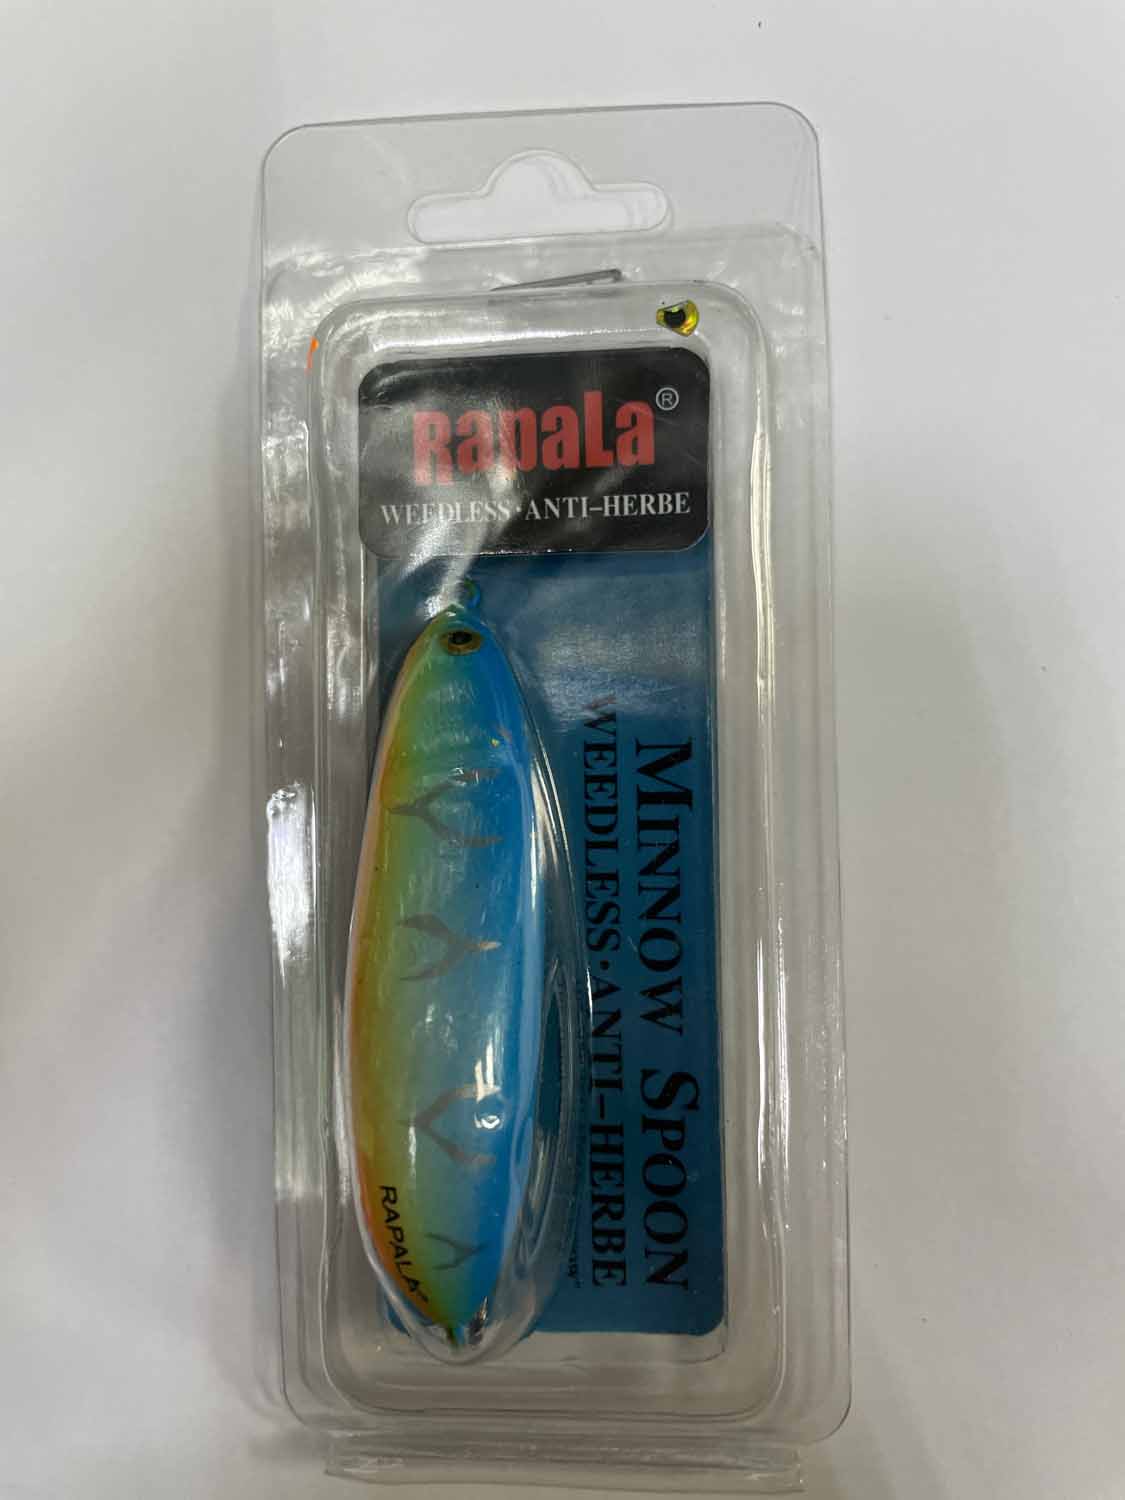 RapaLa®
WEEDLESS·ANTI-HERBE
MINNOW SPOON
WEEDLESS·ANTI-HERBE
RAPALA